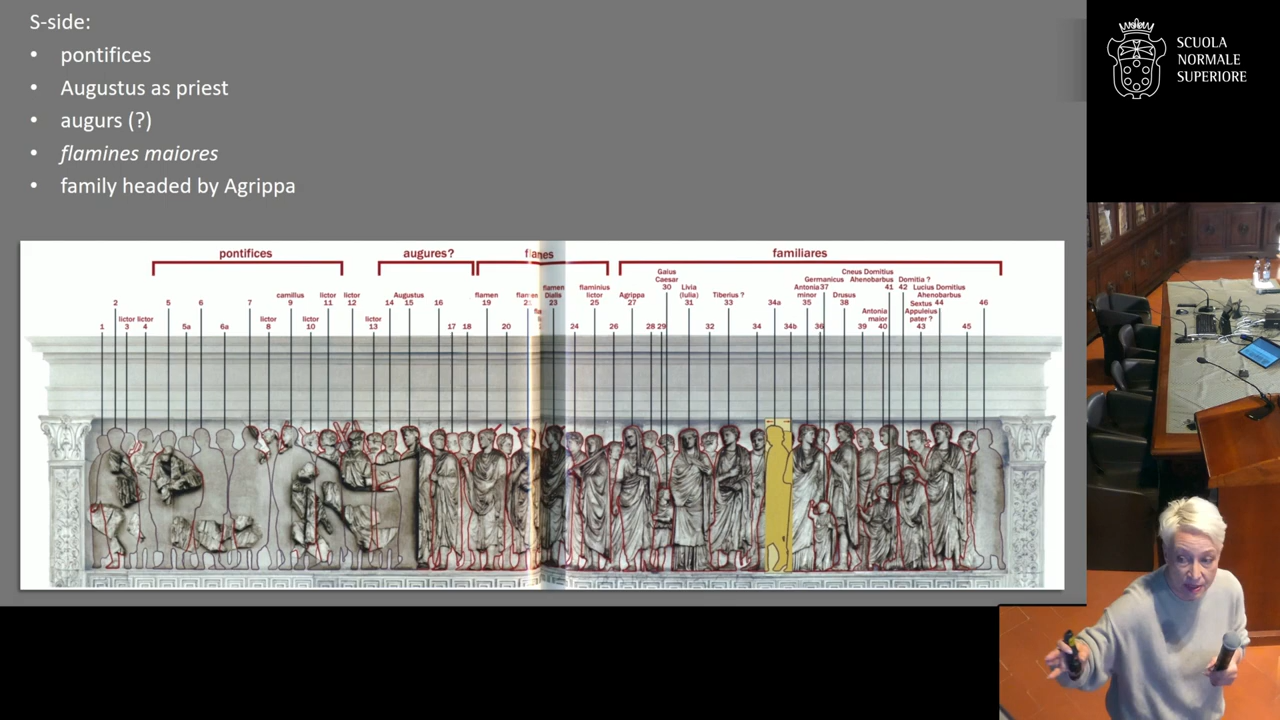 S-side:
• pontifices
• Augustus as priest
• augurs (?)
• flamines maiores
• family headed by Agrippa
SCUOLA
NORMALE
SUPERIORE
pontifices augures? familiares
Gaius Cneus Domitius
Caesar Germanicus Ahenobarbus Domitia ?
camillus lictor lictor Augustus flamen flamen Dialis flaminius lictor Agrippa 30 Livia (Iulia) Tiberius ? Antonia minor 37 Drusus 41 42 Lucius Domitius Ahenobarbus
2 5 6 7 9 11 12 14 15 16 19 23 25 27 31 33 34a 35 38 44 46
lictor lictor lictor lictor lictor Antonia maior Sextus Appuleius pater ?
1 3 4 5a 6a 8 10 13 17 18 20 24 26 28 29 32 34 34b 36 39 40 43 45